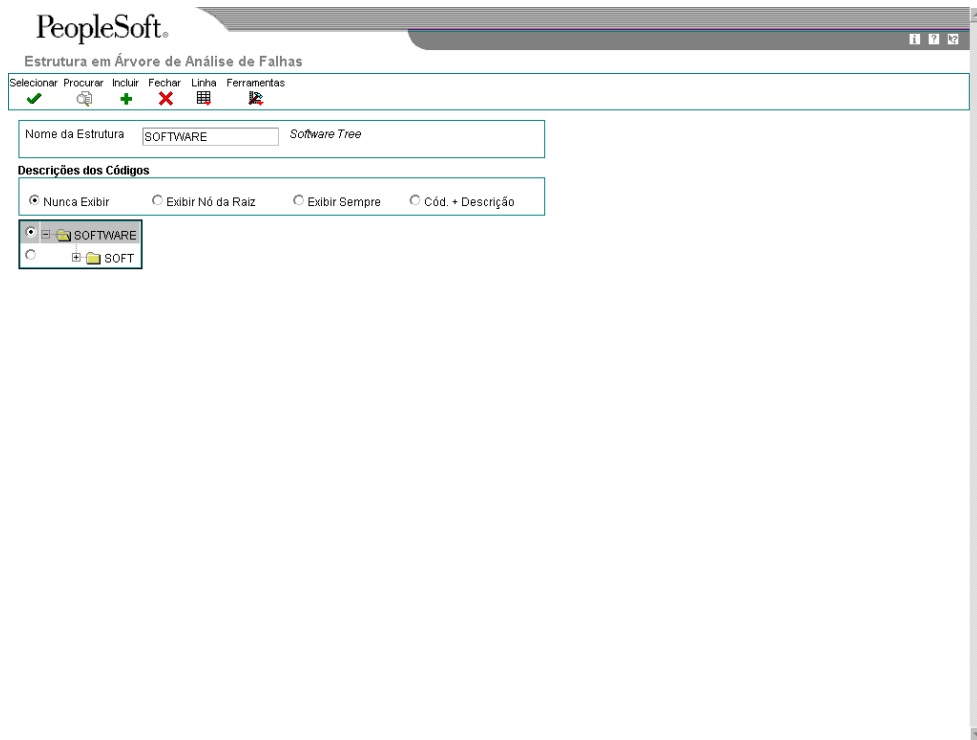 PeopleSoft®
Estrutura em Árvore de Análise de Falhas
Selecionar Procurar Incluir Fechar Linha Ferramentas
Nome da Estrutura SOFTWARE Software Tree
Descrições dos Códigos
Nunca Exibir Exibir Nó da Raiz Exibir Sempre Cód. + Descrição
SOFTWARE
SOFT